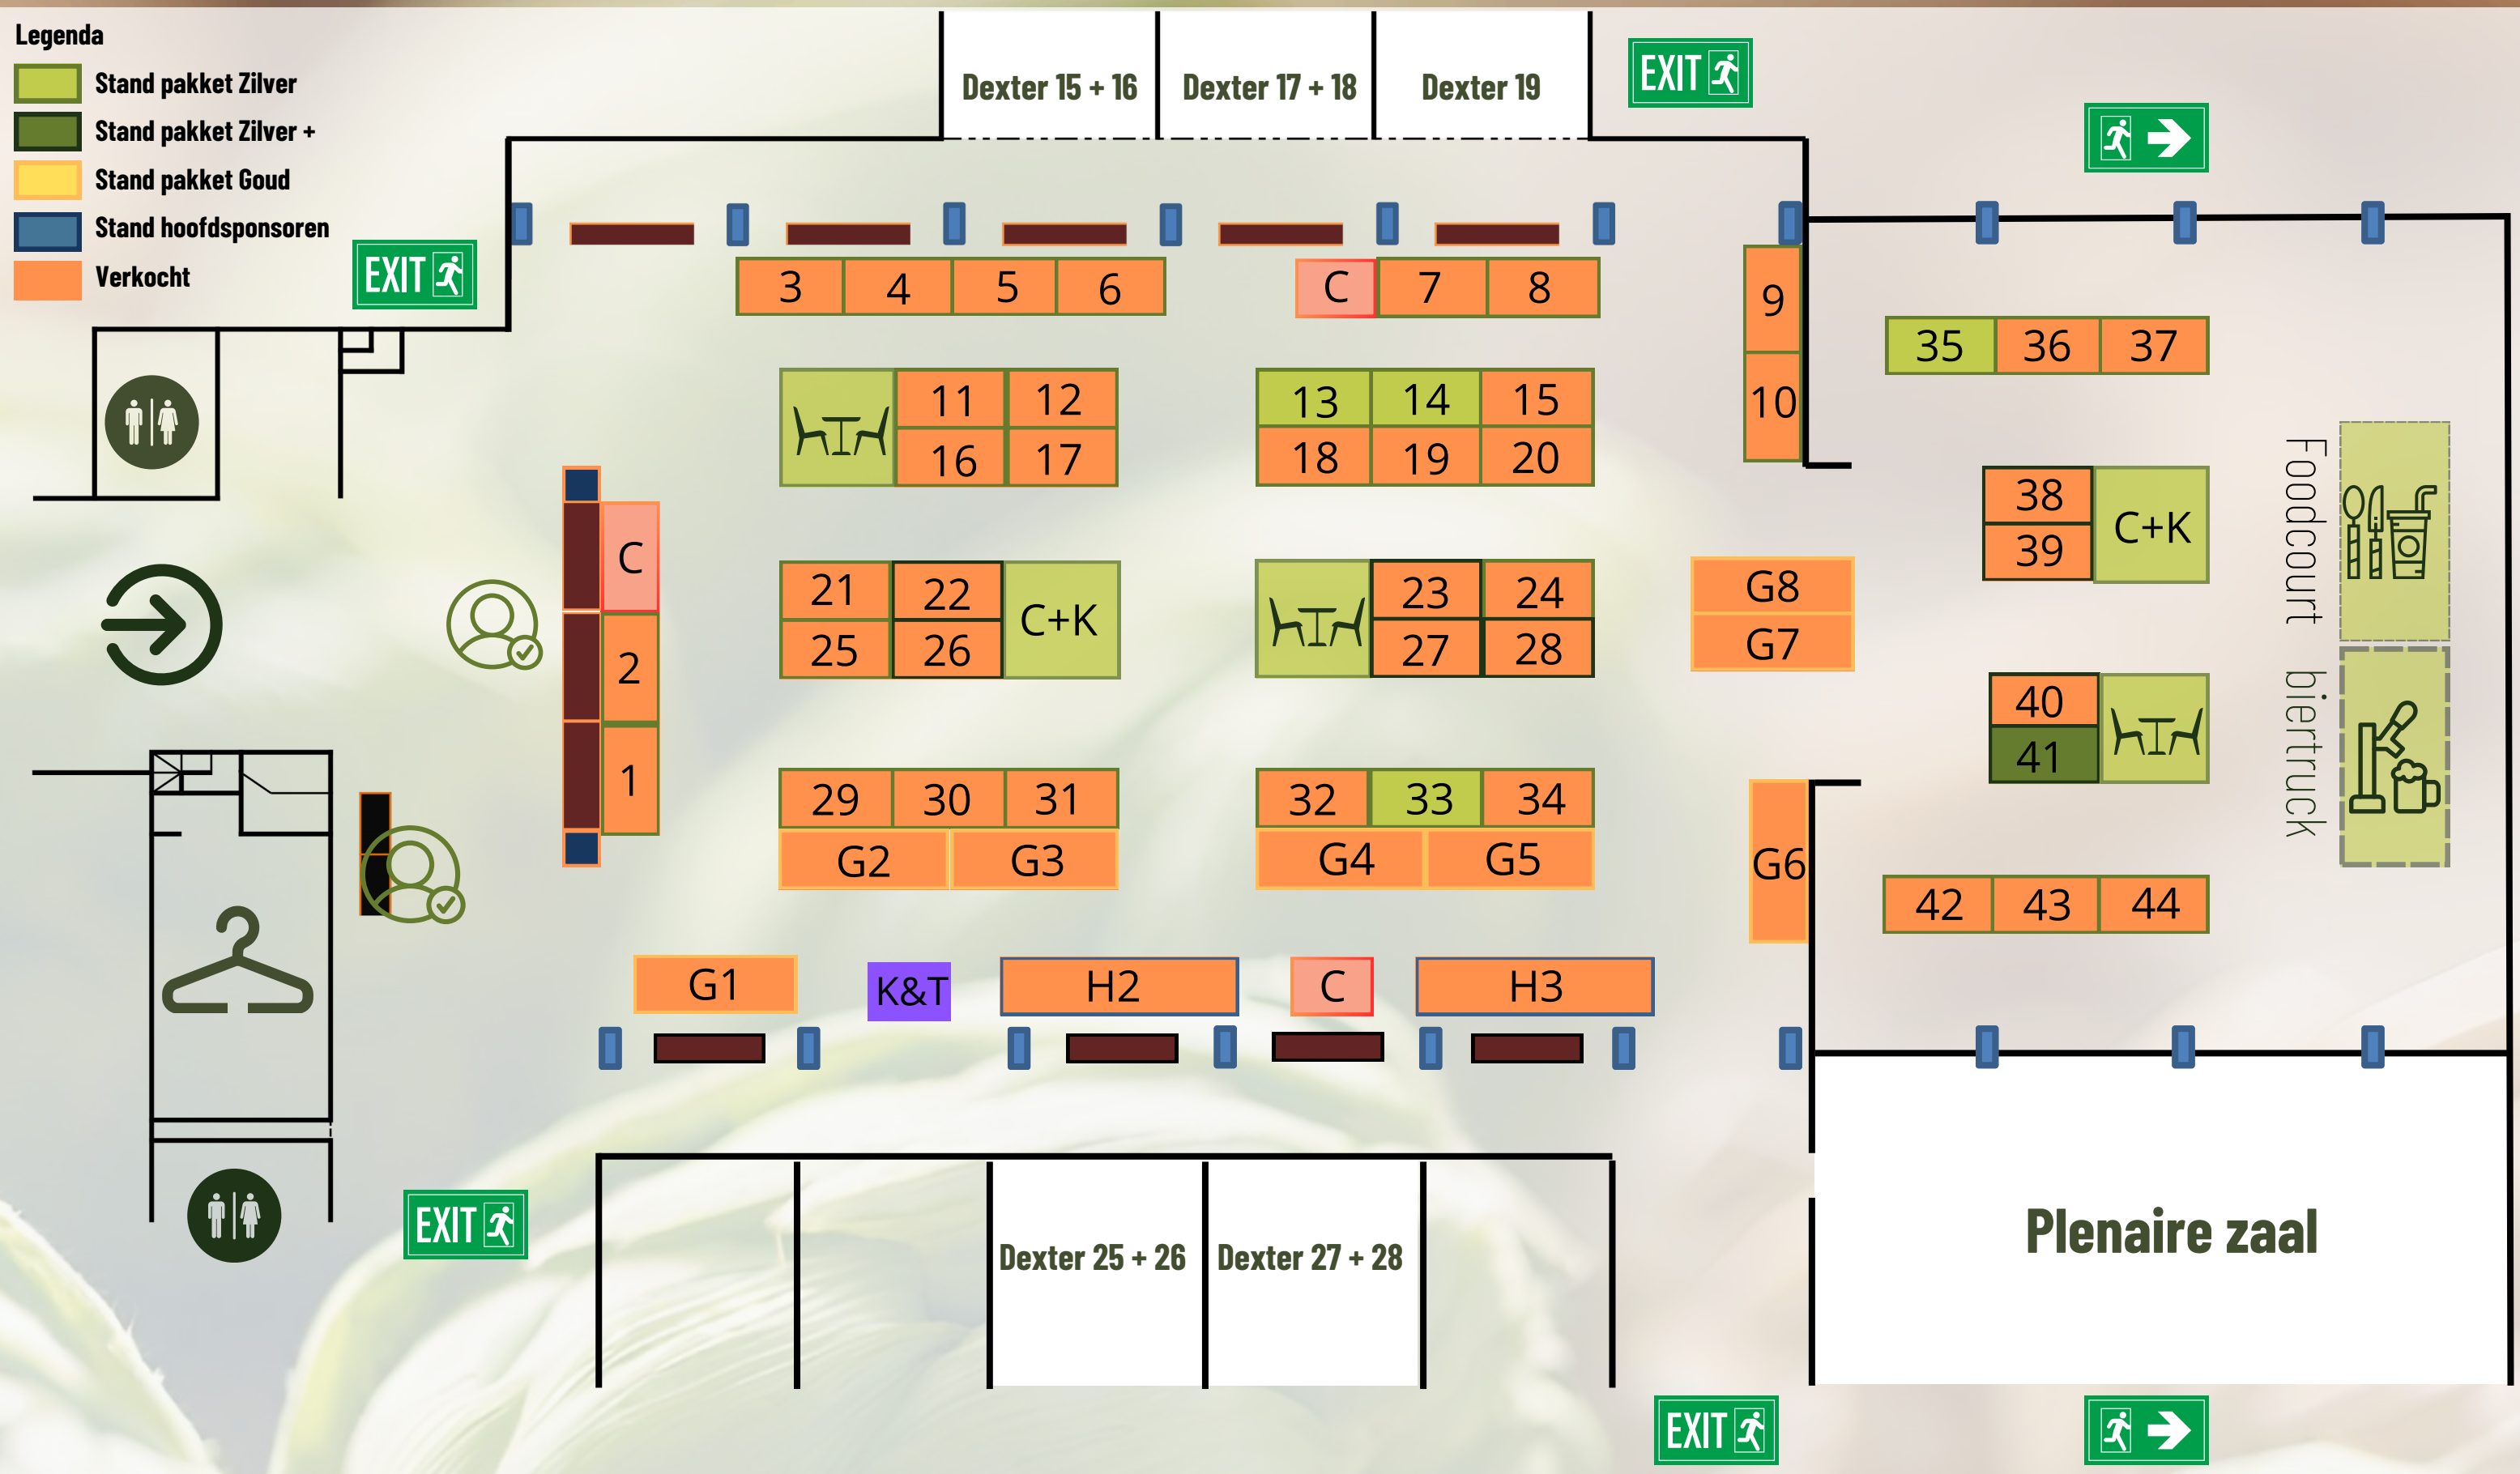 Legenda
Stand pakket Zilver
Stand pakket Zilver +
Stand pakket Goud
Stand hoofdsponsoren
Verkocht
EXIT
Dexter 15 + 16
Dexter 17 + 18
Dexter 19
EXIT
3 4 5 6
C 7 8
9
10
11 12
16 17
13 14 15
18 19 20
35 36 37
38
39
C+K
C
2
1
21 22
25 26
C+K
23 24
27 28
G8
G7
40
41
Foodcourt
biertruck
29 30 31
G2 G3
32 33 34
G4 G5
G6
42 43 44
G1
K&T
H2
C
H3
EXIT
Dexter 25 + 26
Dexter 27 + 28
Plenaire zaal
EXIT